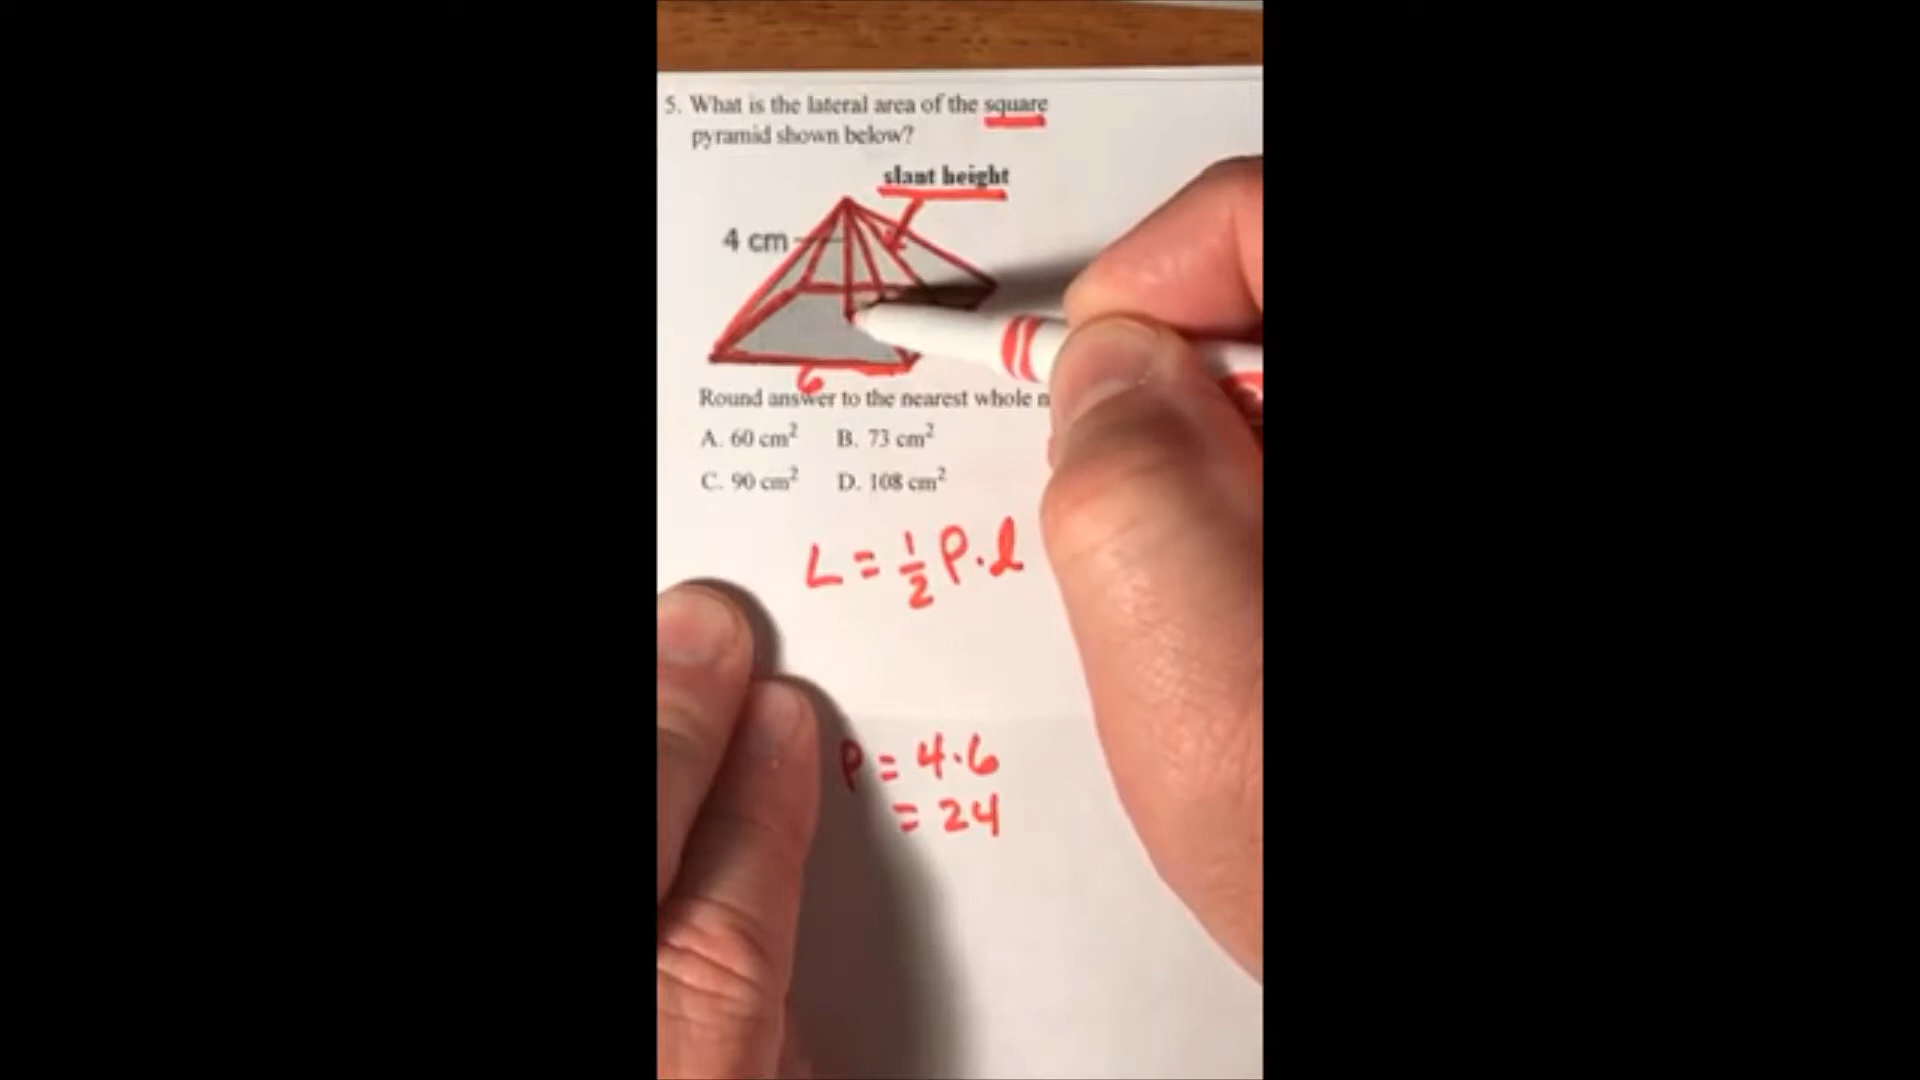 5. What is the lateral area of the square
pyramid shown below?
slant height
4 cm
6
Round answer to the nearest whole
A. 60 cm² B. 73 cm²
C. 90 cm² D. 108 cm²
L = 1/2 P · l
P = 4 · 6
= 24